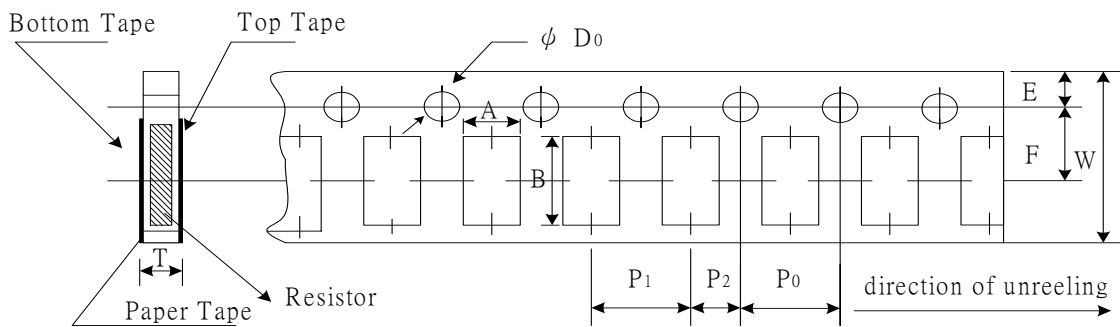 Bottom Tape
Top Tape
φ D0
E
A
F
W
B
T
P1
P2
P0
direction of unreeling
Resistor
Paper Tape